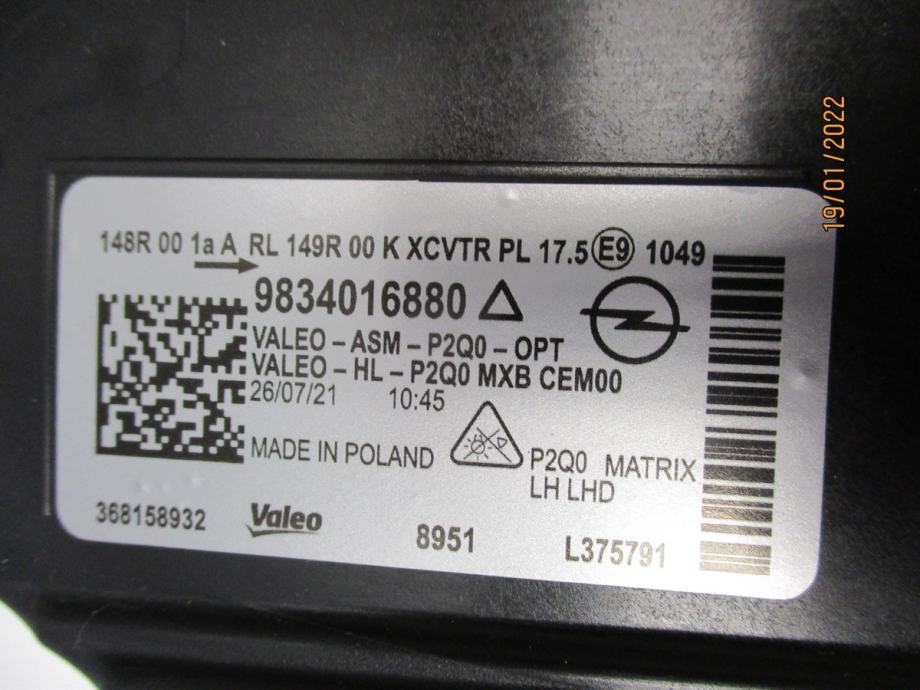 148R 00 1a A RL 149R 00 K XCVTR PL 17.5 E9 1049
9834016880
VALEO - ASM - P2Q0 - OPT
VALEO - HL - P2Q0 MXB CEM00
26/07/21 10:45
MADE IN POLAND
P2Q0 MATRIX
LH LHD
368158932 Valeo 8951 L375791
19/01/2022